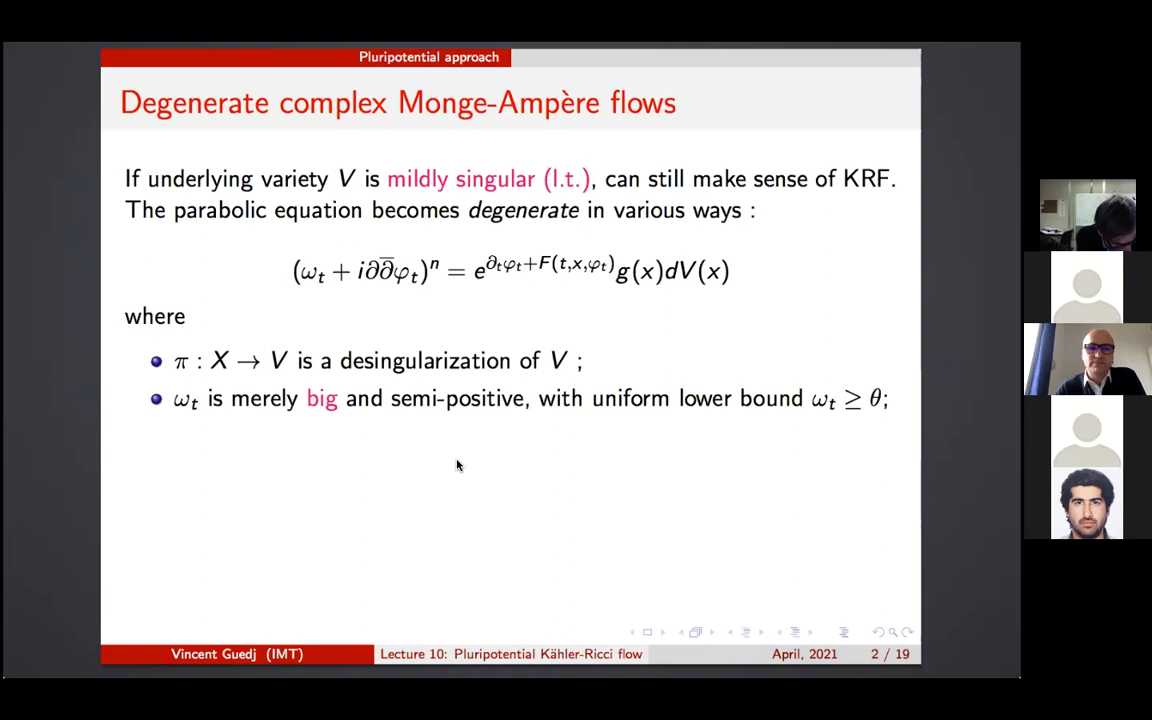 Pluripotential approach
Degenerate complex Monge-Ampère flows
If underlying variety V is mildly singular (l.t.), can still make sense of KRF.
The parabolic equation becomes degenerate in various ways :
(ω_t + i∂∂̅φ_t)^n = e^{∂_tφ_t+F(t,x,φ_t)}g(x)dV(x)
where
π : X → V is a desingularization of V ;
ω_t is merely big and semi-positive, with uniform lower bound ω_t ≥ θ;
Vincent Guedj (IMT) Lecture 10: Pluripotential Kähler-Ricci flow April, 2021 2 / 19